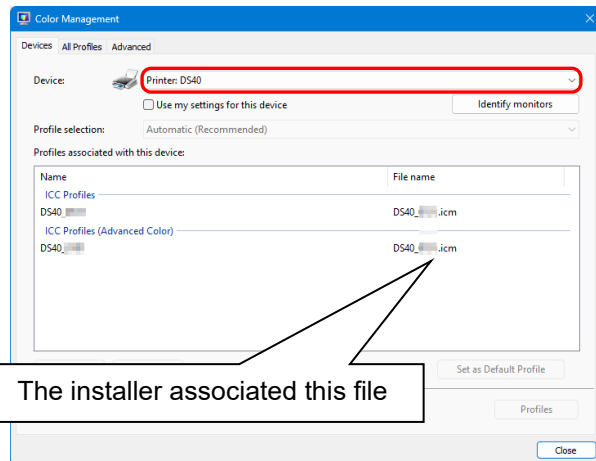 Color Management
Devices All Profiles Advanced
Device: Printer: DS40
Use my settings for this device Identify monitors
Profile selection: Automatic (Recommended)
Profiles associated with this device:
Name File name
ICC Profiles
DS40_ DS40_ .icm
ICC Profiles (Advanced Color)
DS40_ DS40_ .icm
Set as Default Profile
The installer associated this file
Profiles
Close